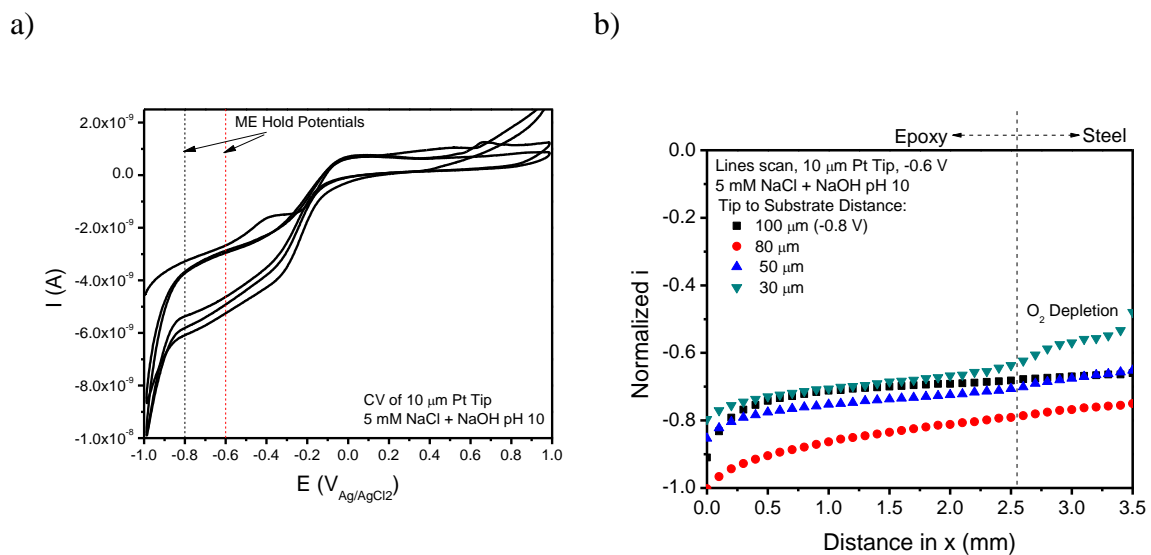 a)
2.0x10⁻⁹
0.0
-2.0x10⁻⁹
-4.0x10⁻⁹
-6.0x10⁻⁹
-8.0x10⁻⁹
-1.0x10⁻⁸
I (A)
ME Hold Potentials
CV of 10 μm Pt Tip
5 mM NaCl + NaOH pH 10
-1.0 -0.8 -0.6 -0.4 -0.2 0.0 0.2 0.4 0.6 0.8 1.0
E (V_Ag/AgCl2)
b)
Epoxy Steel
0.0
-0.2
-0.4
-0.6
-0.8
-1.0
Normalized i
Lines scan, 10 μm Pt Tip, -0.6 V
5 mM NaCl + NaOH pH 10
Tip to Substrate Distance:
100 μm (-0.8 V)
80 μm
50 μm
30 μm
O₂ Depletion
0.0 0.5 1.0 1.5 2.0 2.5 3.0 3.5
Distance in x (mm)